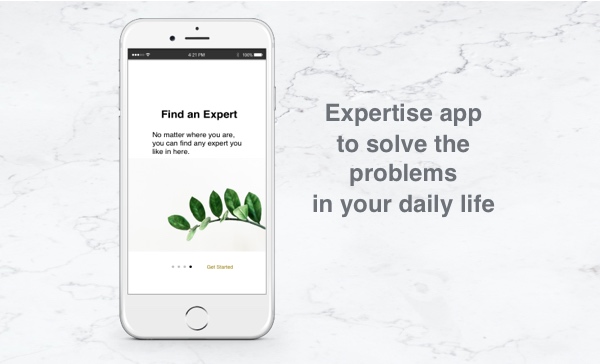 4:21 PM
100%
Find an Expert
No matter where you are,
you can find any expert you
like in here.
Get Started
Expertise app
to solve the
problems
in your daily life